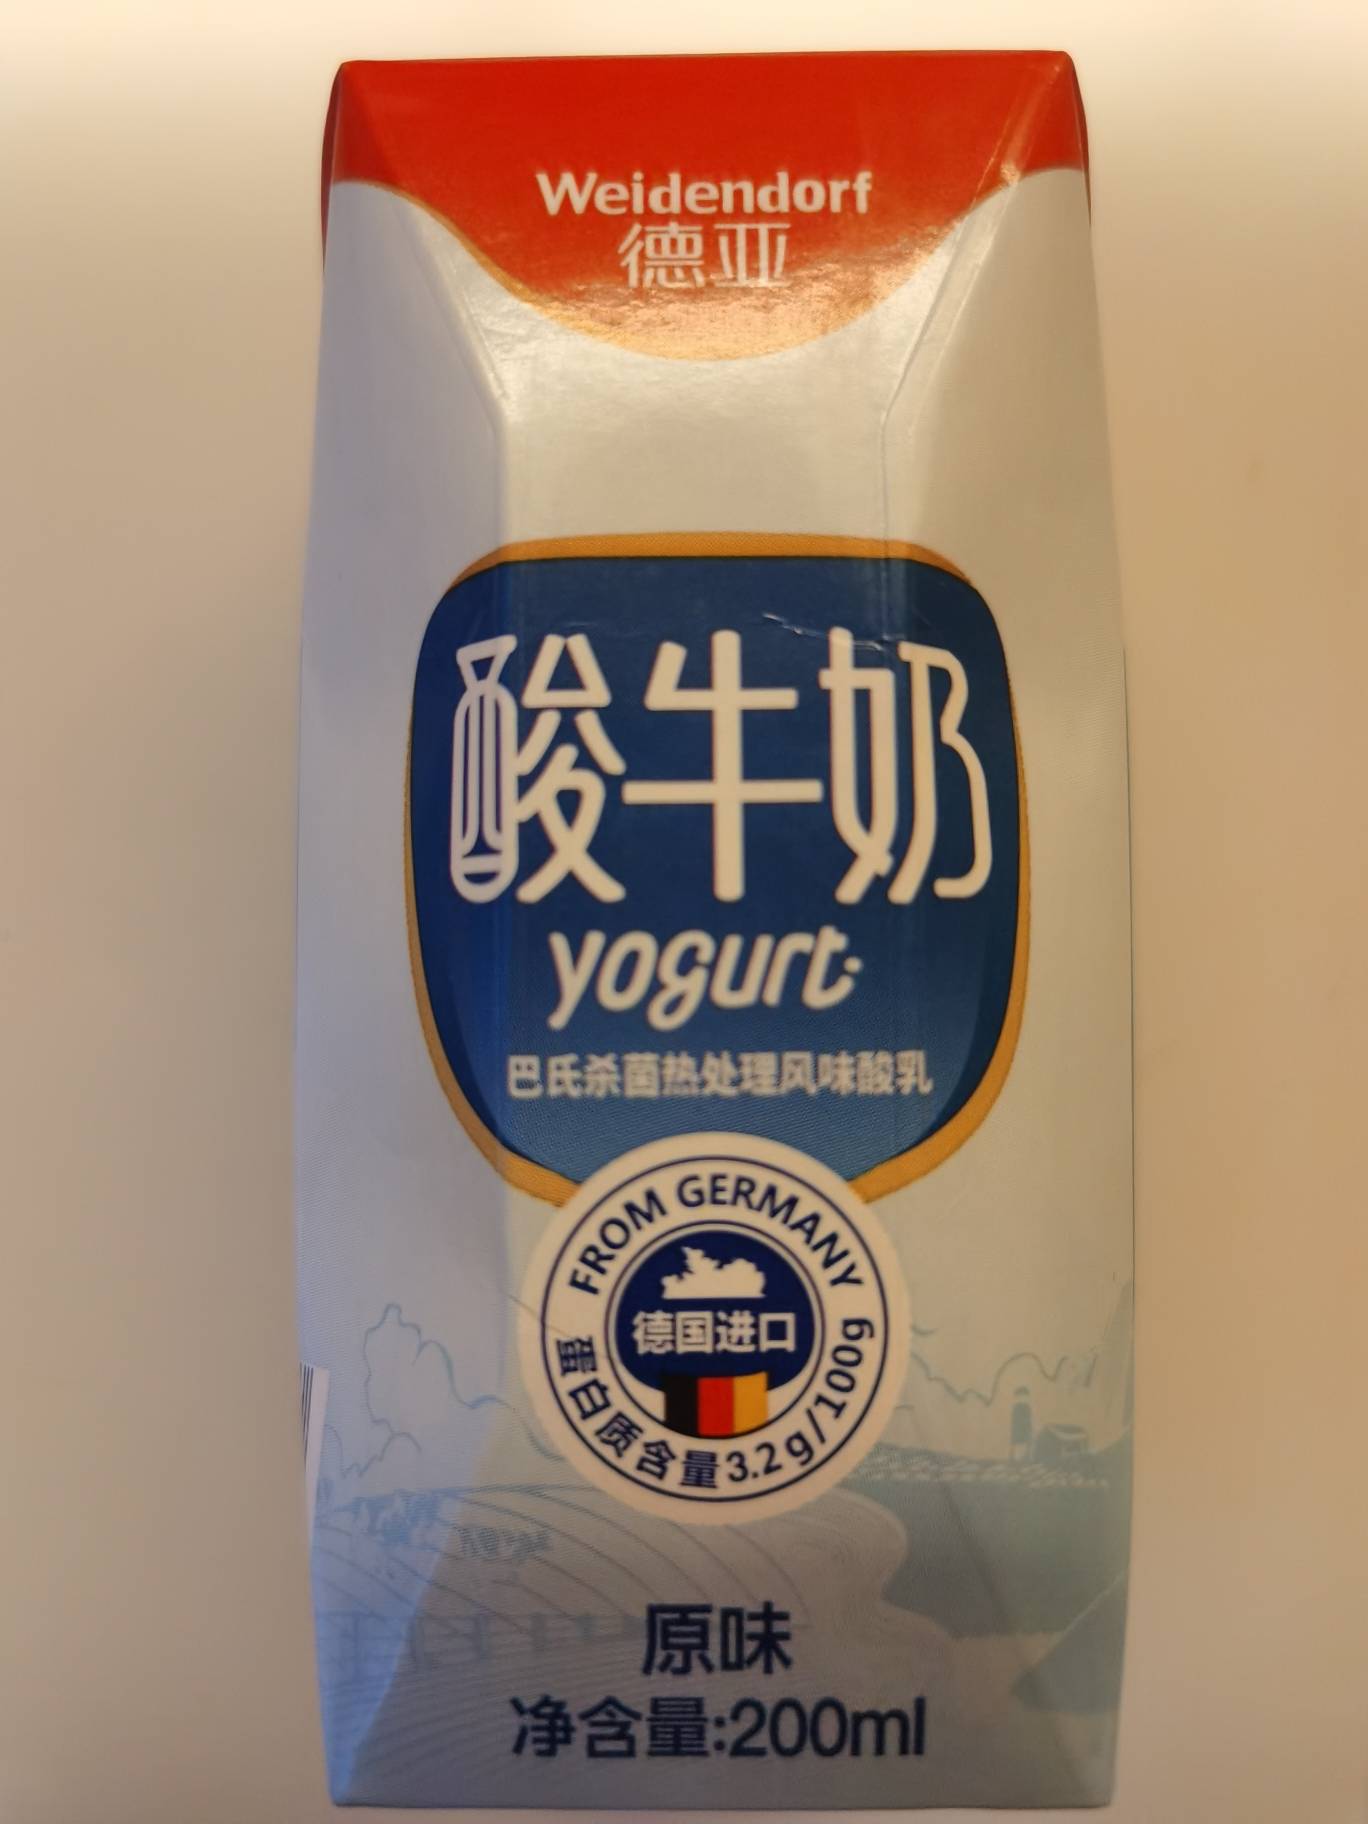 Weidendorf
德亚
酸牛奶
yogurt
巴氏杀菌热处理风味酸乳
FROM GERMANY
德国进口
蛋白质含量3.2g/100g
原味
净含量:200ml